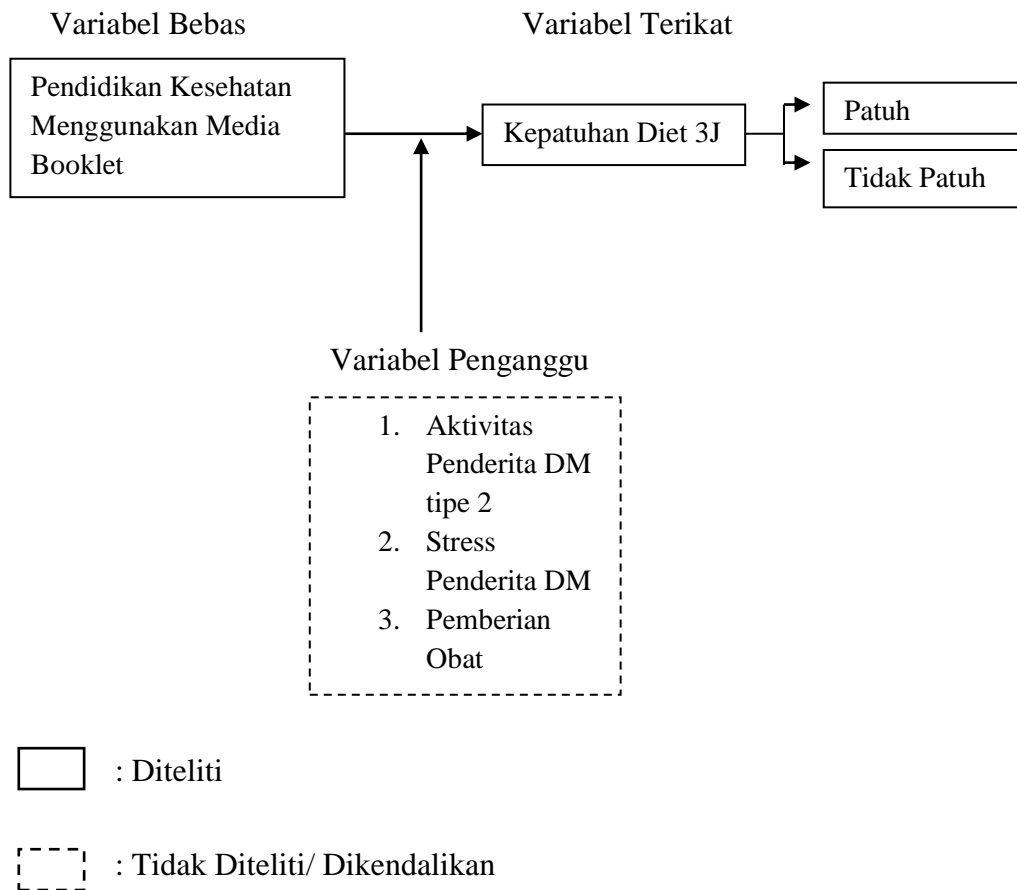 Variabel Bebas
Variabel Terikat
Pendidikan Kesehatan
Menggunakan Media
Booklet
Kepatuhan Diet 3J
Patuh
Tidak Patuh
Variabel Penganggu
1. Aktivitas
Penderita DM
tipe 2
2. Stress
Penderita DM
3. Pemberian
Obat
: Diteliti
: Tidak Diteliti/ Dikendalikan